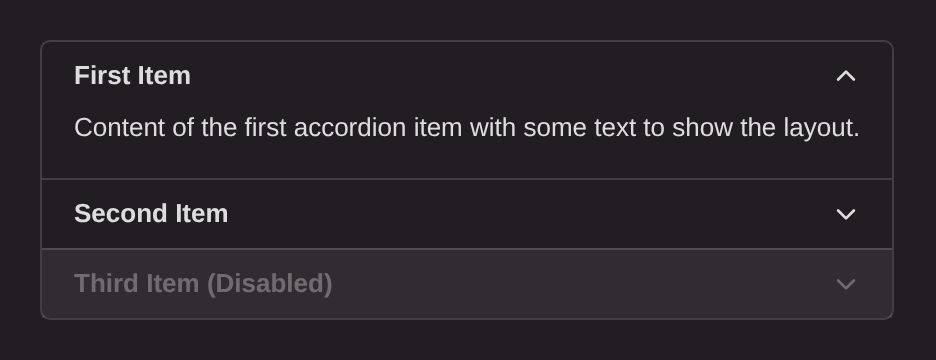 First Item
Content of the first accordion item with some text to show the layout.
Second Item
Third Item (Disabled)